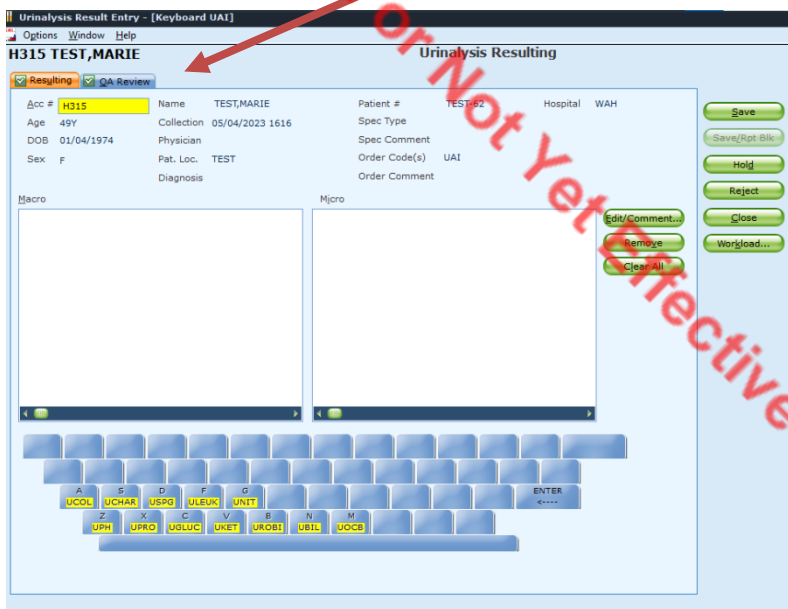 Urinalysis Result Entry - [Keyboard UAI]
Options Window Help
H315 TEST,MARIE Urinalysis Resulting
Resulting QA Review
Acc # H315 Name TEST,MARIE Patient # TEST-62 Hospital WAH
Age 49Y Collection 05/04/2023 1616 Spec Type
DOB 01/04/1974 Physician Spec Comment
Sex F Pat. Loc. TEST Order Code(s) UAI
Diagnosis Order Comment
Macro Micro
Save
Save/Rpt Blk
Hold
Reject
Close
Workload...
Edit/Comment...
Remove
Clear All
A S D F G ENTER
UCOL UCHAR USPG ULEUK UNIT <----
Z X C V B N M
UPH UPRO UGLUC UKET UROBI UBIL UOCB
or Not Yet Effective